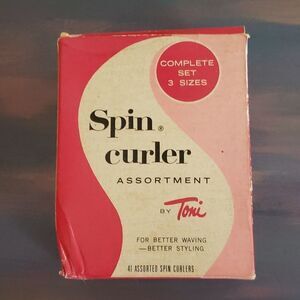 COMPLETE
SET
3 SIZES
Spin®
curler
ASSORTMENT
BY Toni
FOR BETTER WAVING
—BETTER STYLING
41 ASSORTED SPIN CURLERS